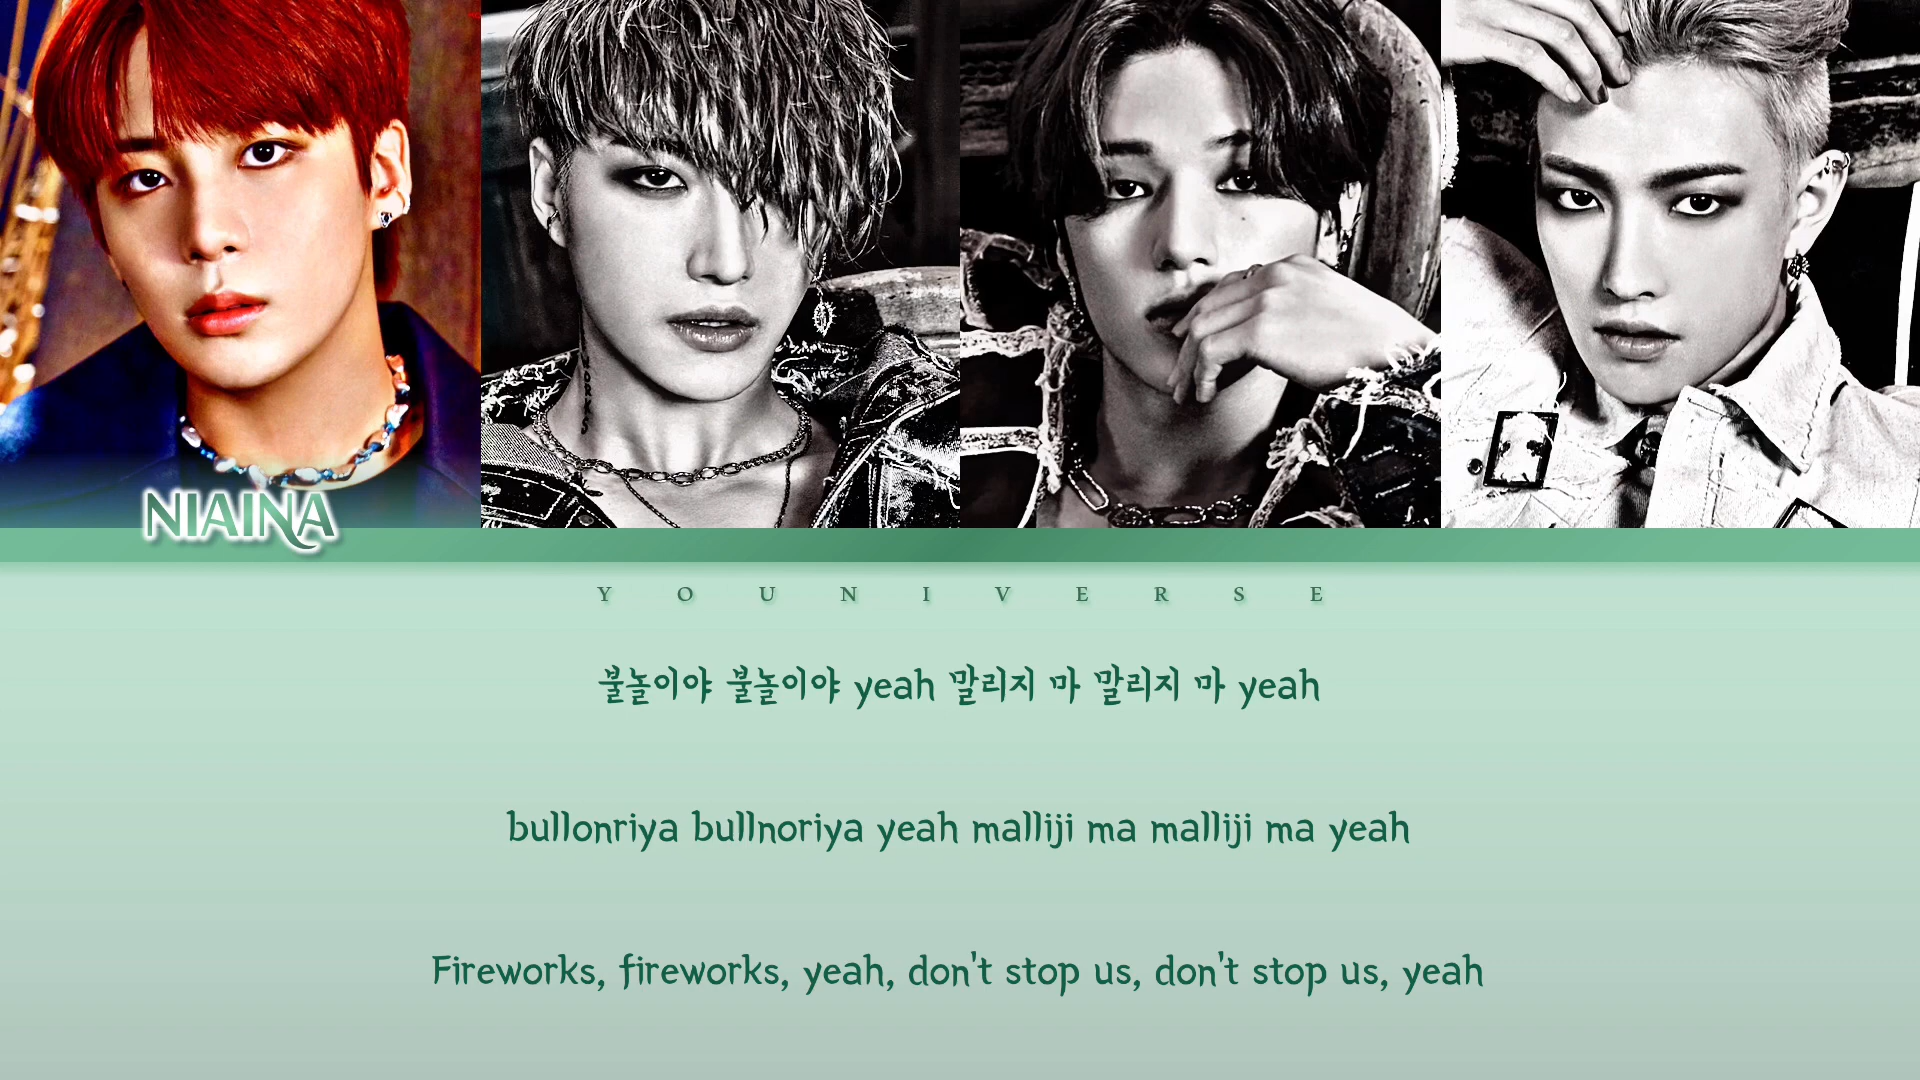 NIAINA
YOUNIVERSE
불놀이야 불놀이야 yeah 말리지 마 말리지 마 yeah
bullonriya bullnoriya yeah malliji ma malliji ma yeah
Fireworks, fireworks, yeah, don't stop us, don't stop us, yeah